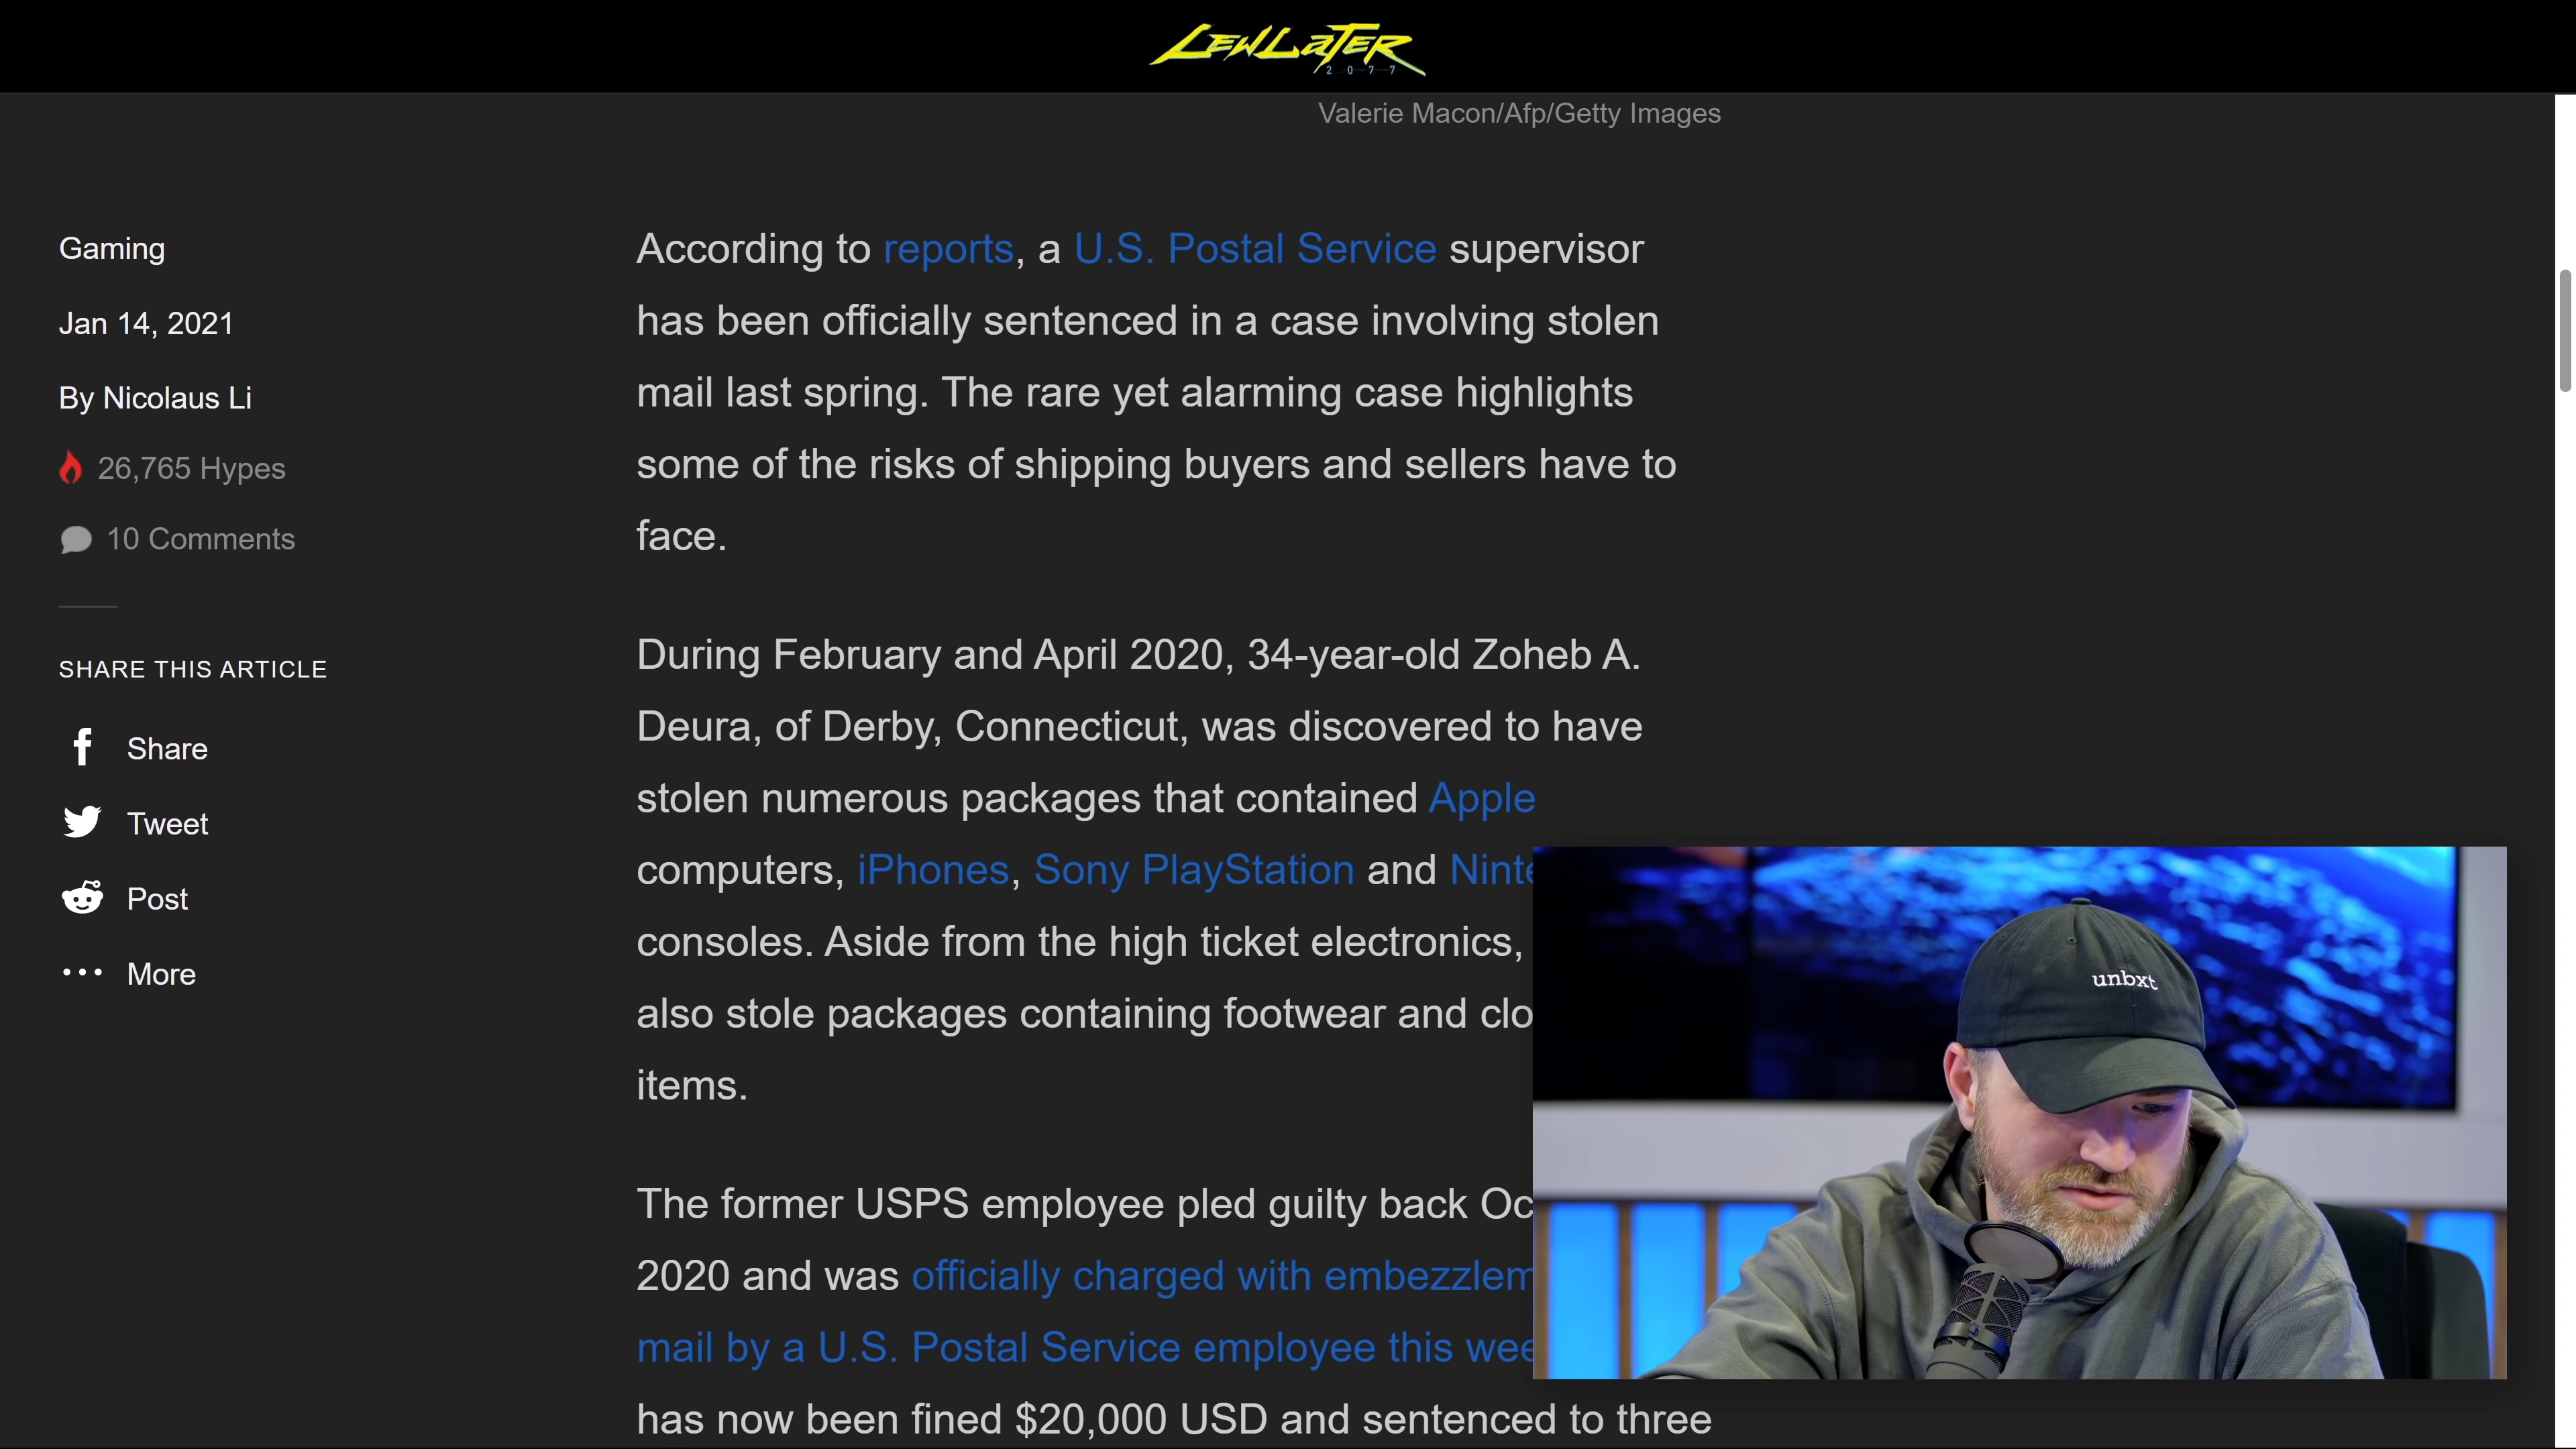 LEWLATER
2077
Valerie Macon/Afp/Getty Images
Gaming
Jan 14, 2021
By Nicolaus Li
26,765 Hypes
10 Comments
SHARE THIS ARTICLE
Share
Tweet
Post
More
According to reports, a U.S. Postal Service supervisor
has been officially sentenced in a case involving stolen
mail last spring. The rare yet alarming case highlights
some of the risks of shipping buyers and sellers have to
face.
During February and April 2020, 34-year-old Zoheb A.
Deura, of Derby, Connecticut, was discovered to have
stolen numerous packages that contained Apple
computers, iPhones, Sony PlayStation and Ninte
consoles. Aside from the high ticket electronics,
also stole packages containing footwear and clo
items.
The former USPS employee pled guilty back Oc
2020 and was officially charged with embezzlem
mail by a U.S. Postal Service employee this wee
has now been fined $20,000 USD and sentenced to three
unbxt